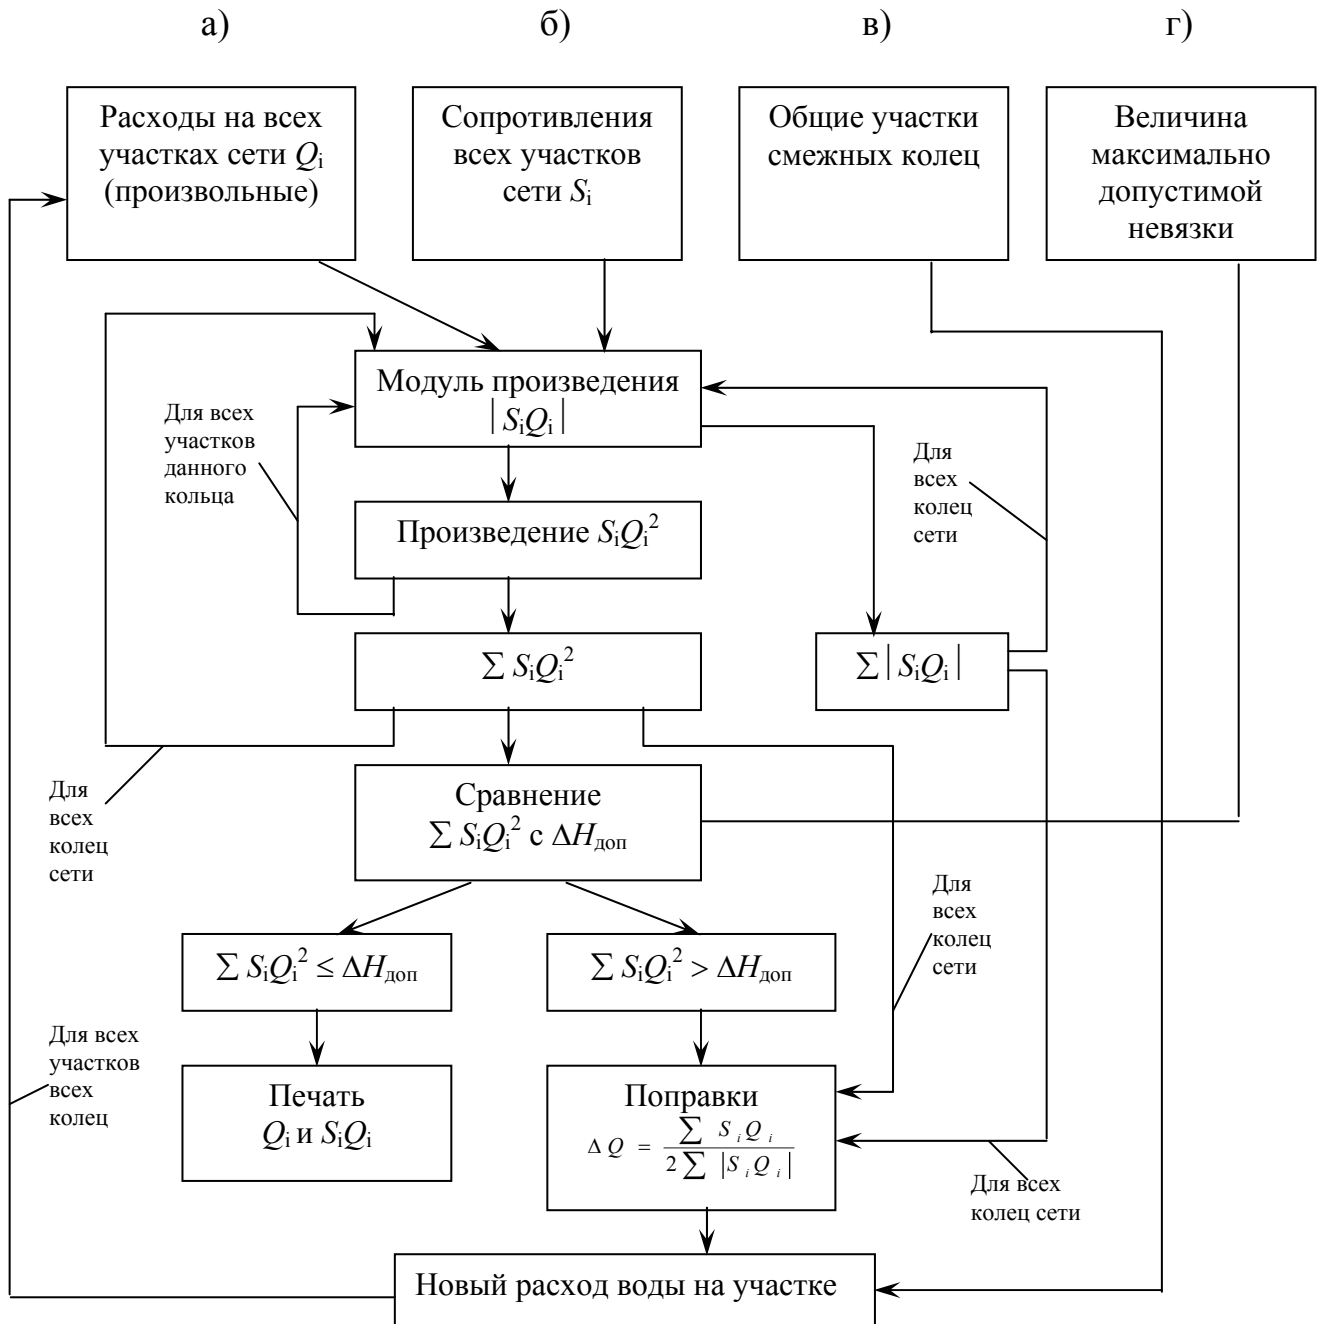 а) б) в) г)
Расходы на всех
участках сети Qi
(произвольные)
Сопротивления
всех участков
сети Si
Общие участки
смежных колец
Величина
максимально
допустимой
невязки
Модуль произведения
|SiQi|
Для всех
участков
данного
кольца
Для
всех
колец
сети
Произведение SiQi²
∑ SiQi²
∑|SiQi|
Для
всех
колец
сети
Сравнение
∑ SiQi² с ΔHдоп
Для
всех
колец
сети
∑ SiQi² ≤ ΔHдоп
∑ SiQi² > ΔHдоп
Для всех
участков
всех
колец
Печать
Qi и SiQi
Поправки
ΔQ = ∑ SiQi / 2∑ |SiQi|
Для всех
колец сети
Новый расход воды на участке